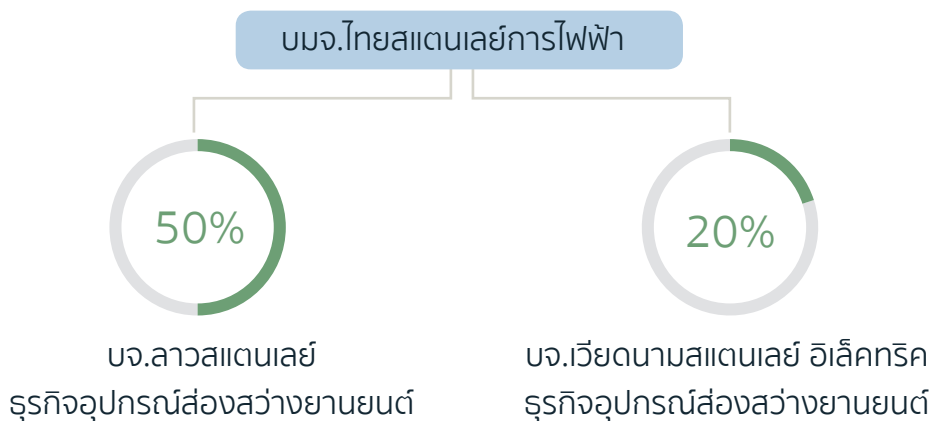 บมจ.ไทยสแตนเลย์การไฟฟ้า
50%
20%
บจ.ลาวสแตนเลย์
ธุรกิจอุปกรณ์ส่องสว่างยานยนต์
บจ.เวียดนามสแตนเลย์ อิเล็คทริค
ธุรกิจอุปกรณ์ส่องสว่างยานยนต์